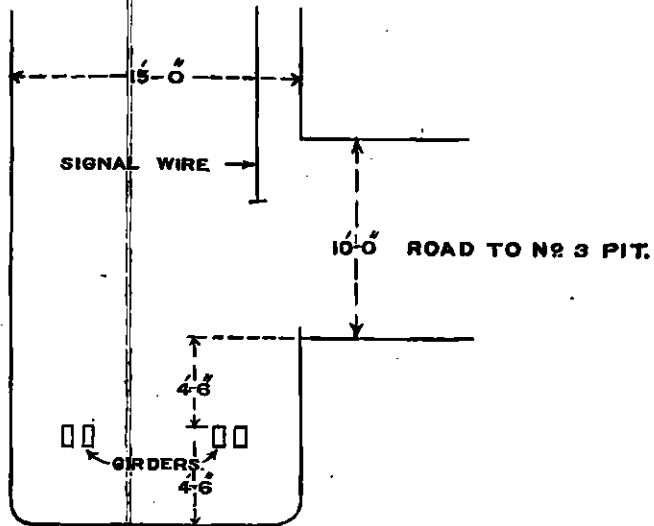 15'-0"
SIGNAL WIRE
10'-0" ROAD TO Nº 3 PIT.
4'-6"
GIRDERS.
4'-6"